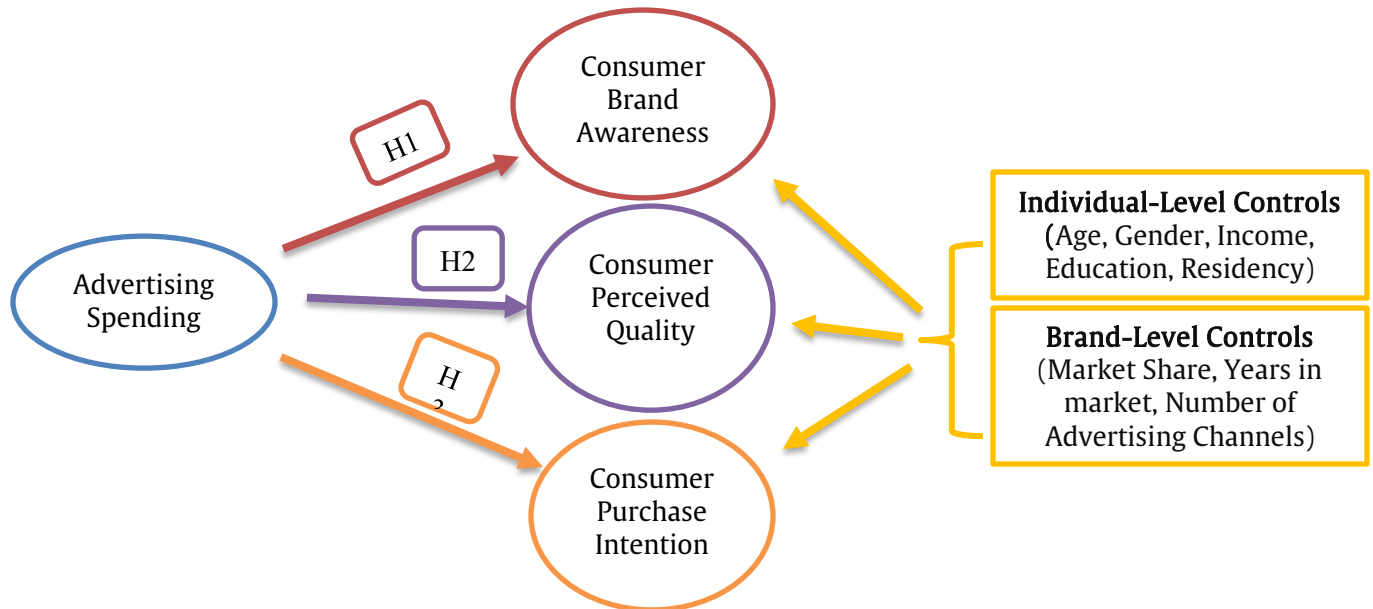 Consumer
Brand
Awareness
H1
Advertising
Spending
H2
Consumer
Perceived
Quality
H
3
Consumer
Purchase
Intention
Individual-Level Controls
(Age, Gender, Income,
Education, Residency)
Brand-Level Controls
(Market Share, Years in
market, Number of
Advertising Channels)